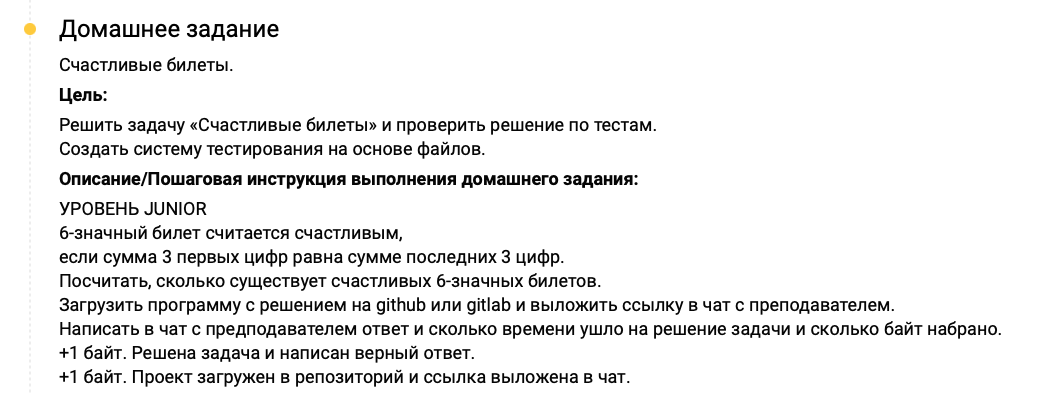 Домашнее задание
Счастливые билеты.
Цель:
Решить задачу «Счастливые билеты» и проверить решение по тестам.
Создать систему тестирования на основе файлов.
Описание/Пошаговая инструкция выполнения домашнего задания:
УРОВЕНЬ JUNIOR
6-значный билет считается счастливым,
если сумма 3 первых цифр равна сумме последних 3 цифр.
Посчитать, сколько существует счастливых 6-значных билетов.
Загрузить программу с решением на github или gitlab и выложить ссылку в чат с преподавателем.
Написать в чат с предподавателем ответ и сколько времени ушло на решение задачи и сколько байт набрано.
+1 байт. Решена задача и написан верный ответ.
+1 байт. Проект загружен в репозиторий и ссылка выложена в чат.